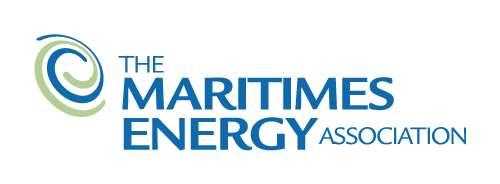 THE
MARITIMES
ENERGY ASSOCIATION